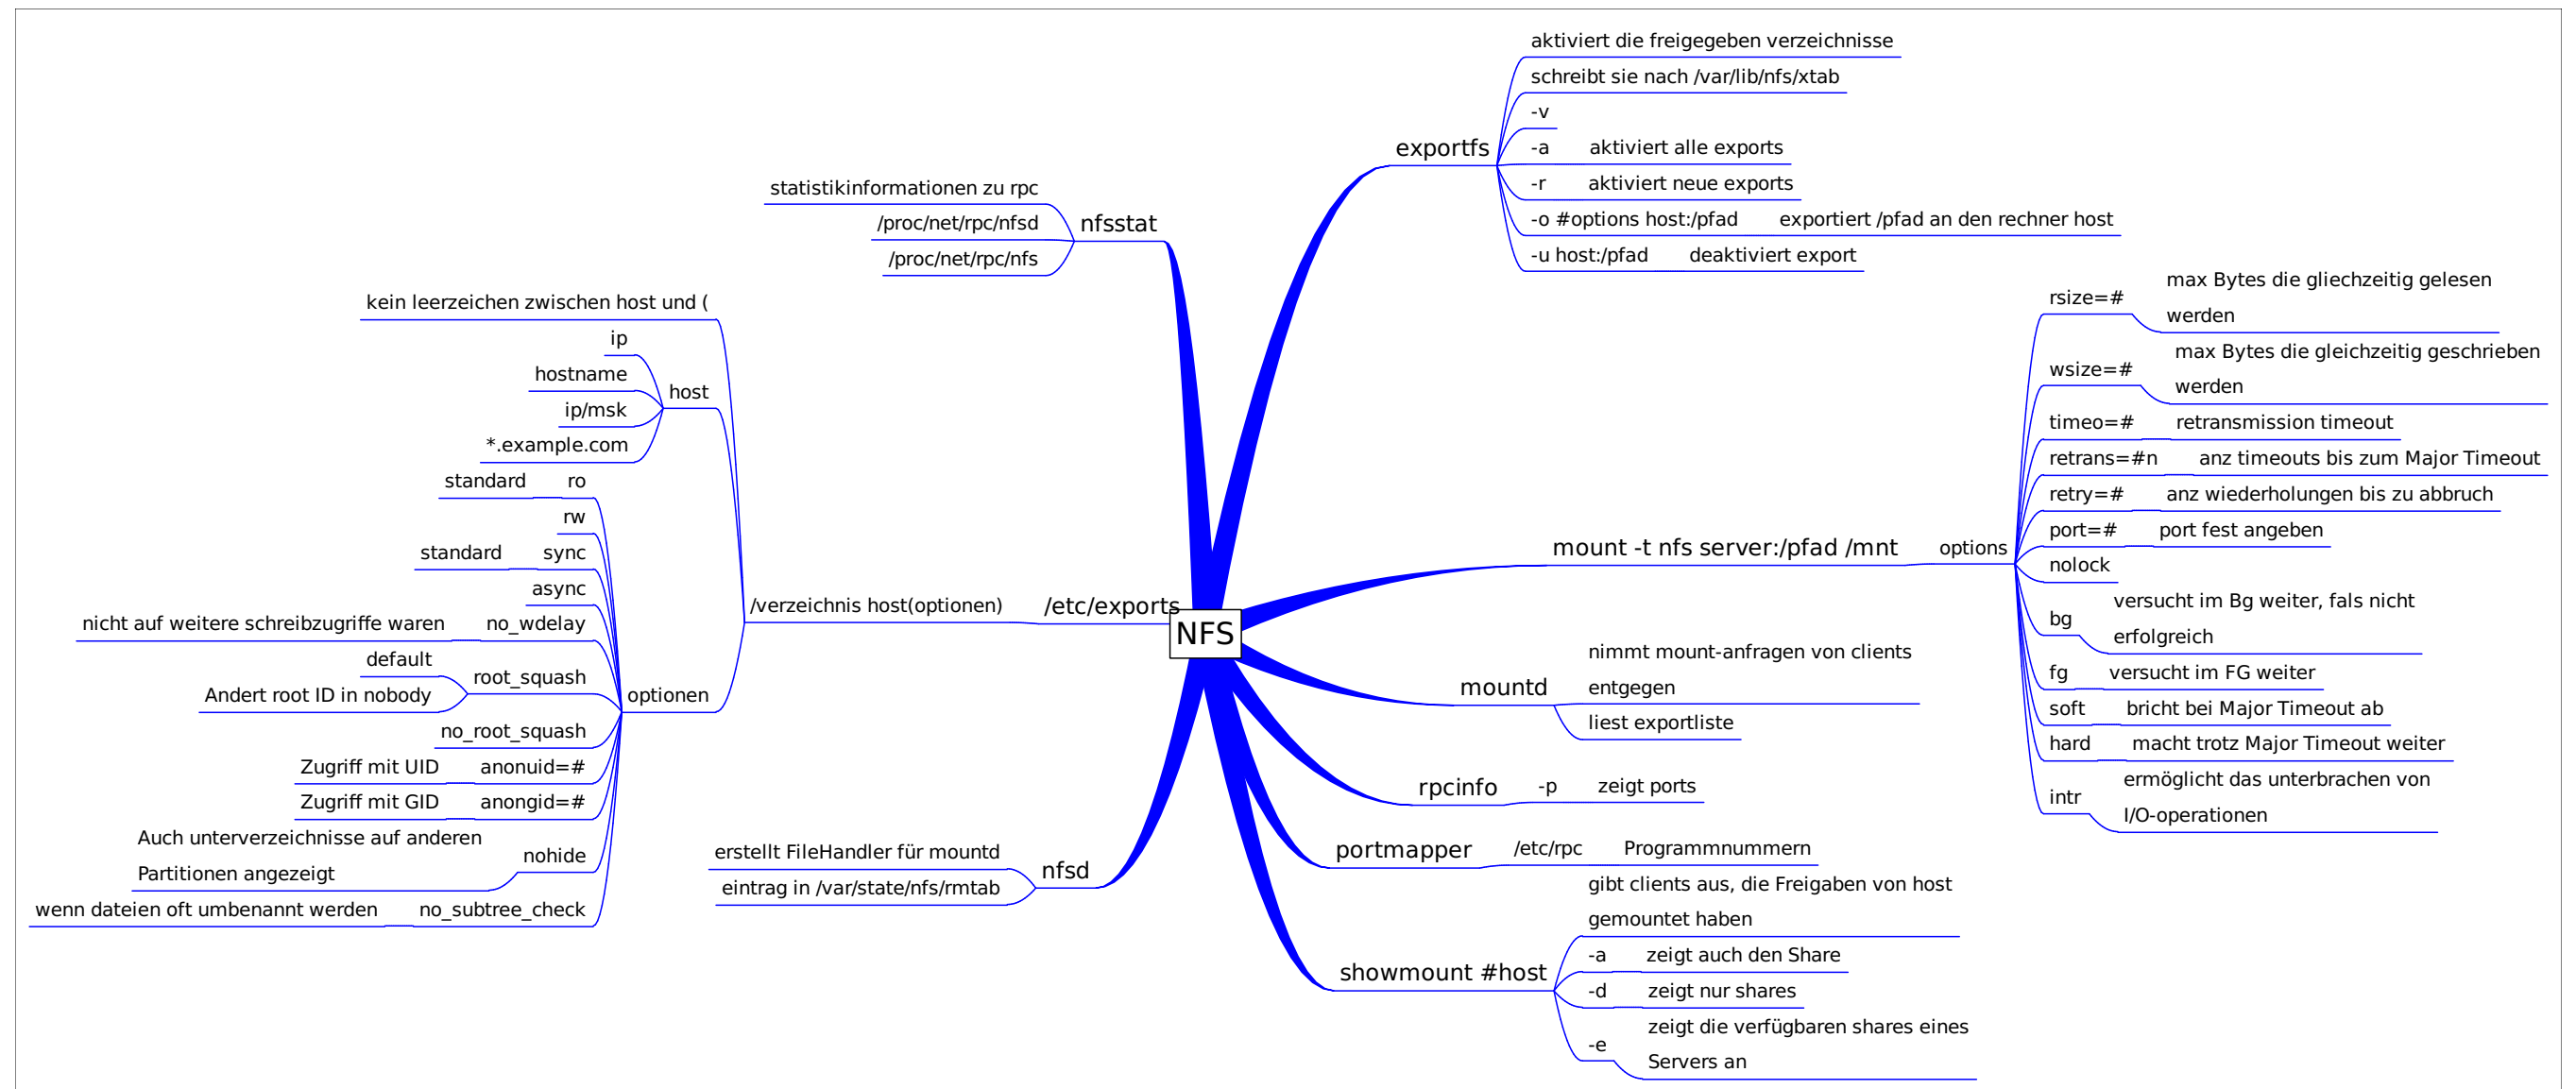 NFS
exportfs
aktiviert die freigegeben verzeichnisse
schreibt sie nach /var/lib/nfs/xtab
-v
-a aktiviert alle exports
-r aktiviert neue exports
-o #options host:/pfad exportiert /pfad an den rechner host
-u host:/pfad deaktiviert export
mount -t nfs server:/pfad /mnt options
rsize=#
max Bytes die gliechzeitig gelesen
werden
wsize=#
max Bytes die gleichzeitig geschrieben
werden
timeo=# retransmission timeout
retrans=#n anz timeouts bis zum Major Timeout
retry=# anz wiederholungen bis zu abbruch
port=# port fest angeben
nolock
bg
versucht im Bg weiter, fals nicht
erfolgreich
fg versucht im FG weiter
soft bricht bei Major Timeout ab
hard macht trotz Major Timeout weiter
intr
ermöglicht das unterbrachen von
I/O-operationen
mountd
nimmt mount-anfragen von clients
entgegen
liest exportliste
rpcinfo -p zeigt ports
portmapper /etc/rpc Programmnummern
showmount #host
gibt clients aus, die Freigaben von host
gemountet haben
-a zeigt auch den Share
-d zeigt nur shares
-e
zeigt die verfügbaren shares eines
Servers an
nfsstat
statistikinformationen zu rpc
/proc/net/rpc/nfsd
/proc/net/rpc/nfs
/verzeichnis host(optionen) /etc/exports
kein leerzeichen zwischen host und (
host
ip
hostname
ip/msk
*.example.com
optionen
standard ro
rw
standard sync
async
nicht auf weitere schreibzugriffe waren no_wdelay
root_squash
default
Andert root ID in nobody
no_root_squash
Zugriff mit UID anonuid=#
Zugriff mit GID anongid=#
nohide
Auch unterverzeichnisse auf anderen
Partitionen angezeigt
wenn dateien oft umbenannt werden no_subtree_check
nfsd
erstellt FileHandler für mountd
eintrag in /var/state/nfs/rmtab